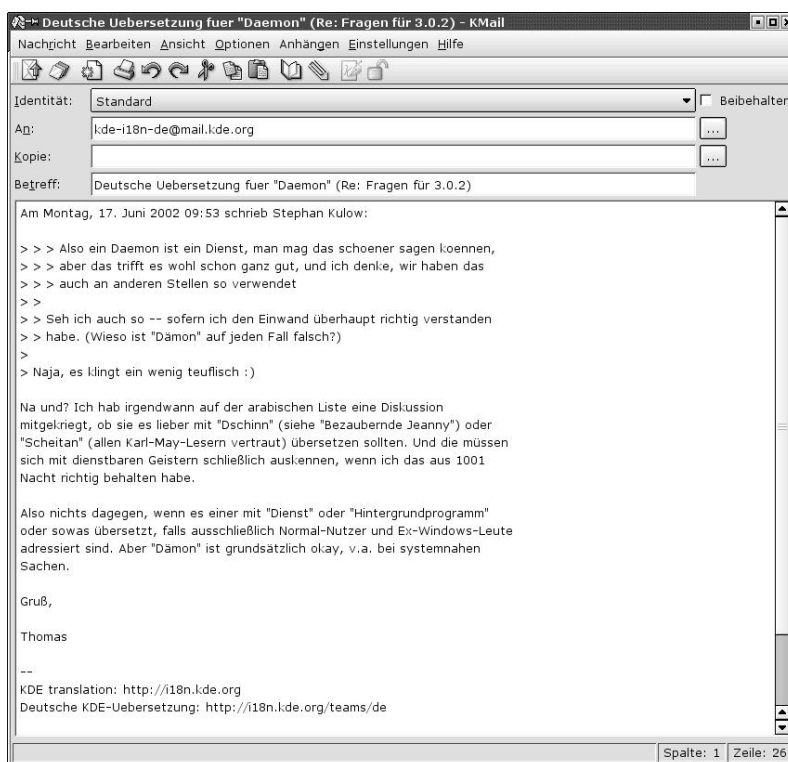 Deutsche Uebersetzung fuer "Daemon" (Re: Fragen für 3.0.2) - KMail
Nachricht Bearbeiten Ansicht Optionen Anhängen Einstellungen Hilfe
Identität: Standard Beibehalten
An: kde-i18n-de@mail.kde.org ...
Kopie: ...
Betreff: Deutsche Uebersetzung fuer "Daemon" (Re: Fragen für 3.0.2)
Am Montag, 17. Juni 2002 09:53 schrieb Stephan Kulow:
> > > Also ein Daemon ist ein Dienst, man mag das schoener sagen koennen,
> > > aber das trifft es wohl schon ganz gut, und ich denke, wir haben das
> > > auch an anderen Stellen so verwendet
> >
> > Seh ich auch so -- sofern ich den Einwand überhaupt richtig verstanden
> > habe. (Wieso ist "Dämon" auf jeden Fall falsch?)
>
> Naja, es klingt ein wenig teuflisch :)
Na und? Ich hab irgendwann auf der arabischen Liste eine Diskussion
mitgekriegt, ob sie es lieber mit "Dschinn" (siehe "Bezaubernde Jeanny") oder
"Scheitan" (allen Karl-May-Lesern vertraut) übersetzen sollten. Und die müssen
sich mit dienstbaren Geistern schließlich auskennen, wenn ich das aus 1001
Nacht richtig behalten habe.
Also nichts dagegen, wenn es einer mit "Dienst" oder "Hintergrundprogramm"
oder sowas übersetzt, falls ausschließlich Normal-Nutzer und Ex-Windows-Leute
adressiert sind. Aber "Dämon" ist grundsätzlich okay, v.a. bei systemnahen
Sachen.
Gruß,
Thomas
--
KDE translation: http://i18n.kde.org
Deutsche KDE-Uebersetzung: http://i18n.kde.org/teams/de
Spalte: 1 Zeile: 26